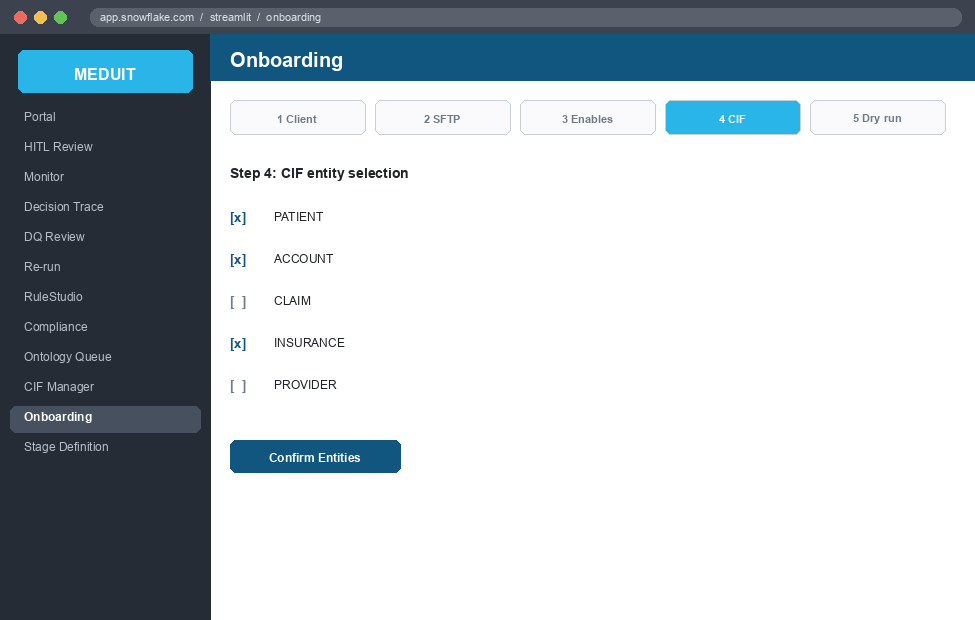 app.snowflake.com / streamlit / onboarding
MEDUIT
Portal
HITL Review
Monitor
Decision Trace
DQ Review
Re-run
RuleStudio
Compliance
Ontology Queue
CIF Manager
Onboarding
Stage Definition
Onboarding
1 Client
2 SFTP
3 Enables
4 CIF
5 Dry run
Step 4: CIF entity selection
[x] PATIENT
[x] ACCOUNT
[ ] CLAIM
[x] INSURANCE
[ ] PROVIDER
Confirm Entities